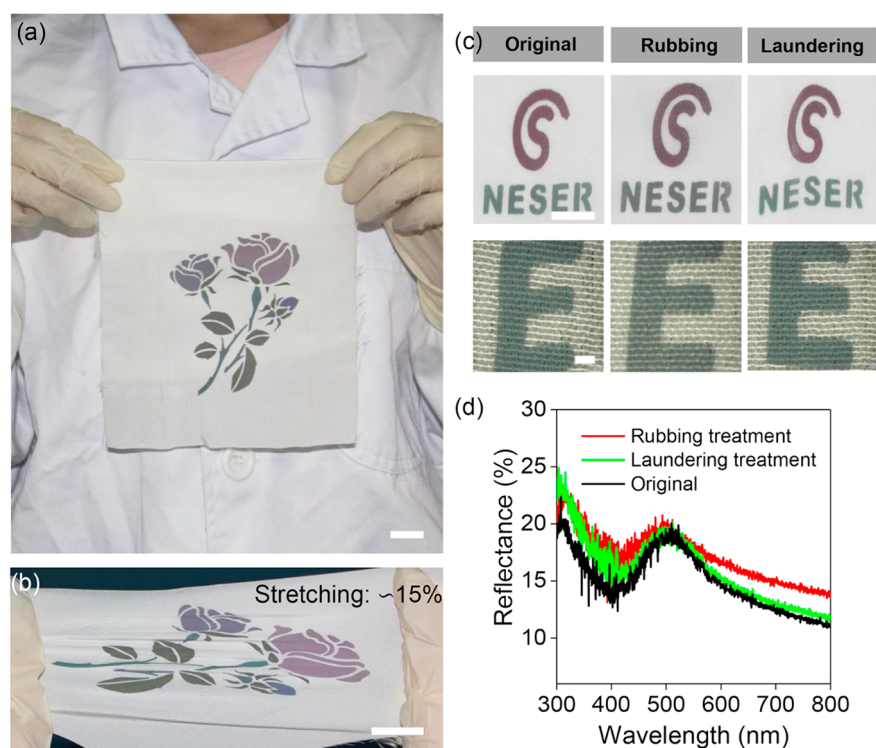 (a)
(b)
Stretching: ~15%
(c)
Original
Rubbing
Laundering
NESER
NESER
NESER
E
E
E
(d)
Reflectance (%)
30
25
20
15
10
Rubbing treatment
Laundering treatment
Original
300
400
500
600
700
800
Wavelength (nm)